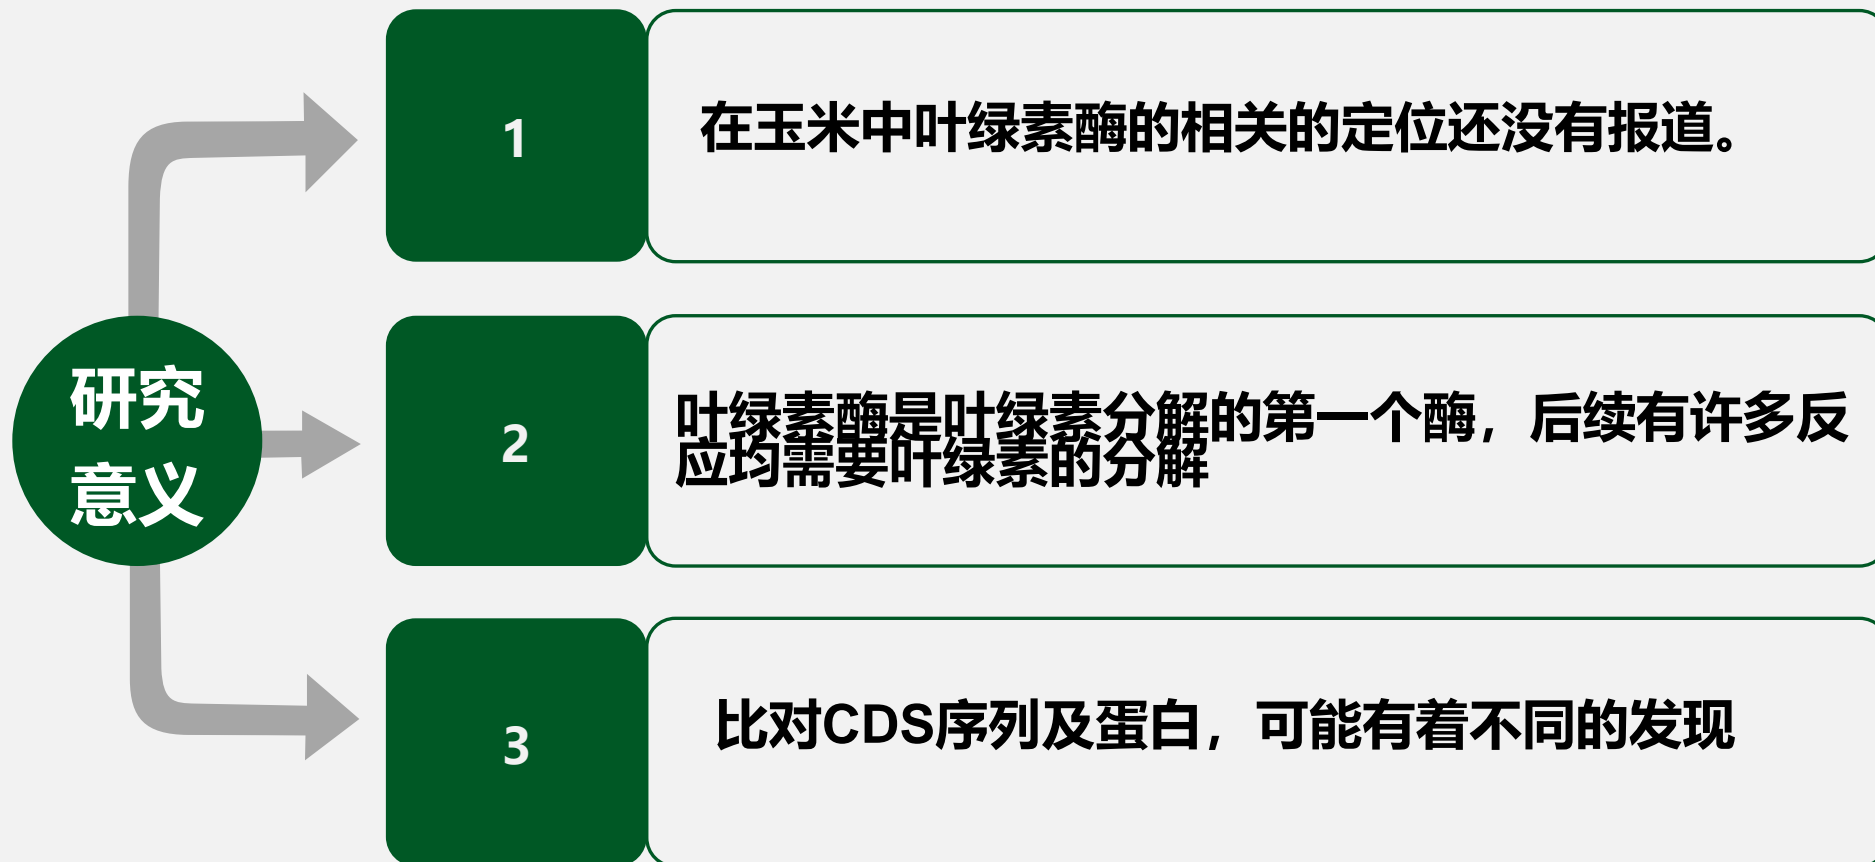 研究
意义
1
在玉米中叶绿素酶的相关的定位还没有报道。
2
叶绿素酶是叶绿素分解的第一个酶，后续有许多反
应均需要叶绿素的分解
3
比对CDS序列及蛋白，可能有着不同的发现